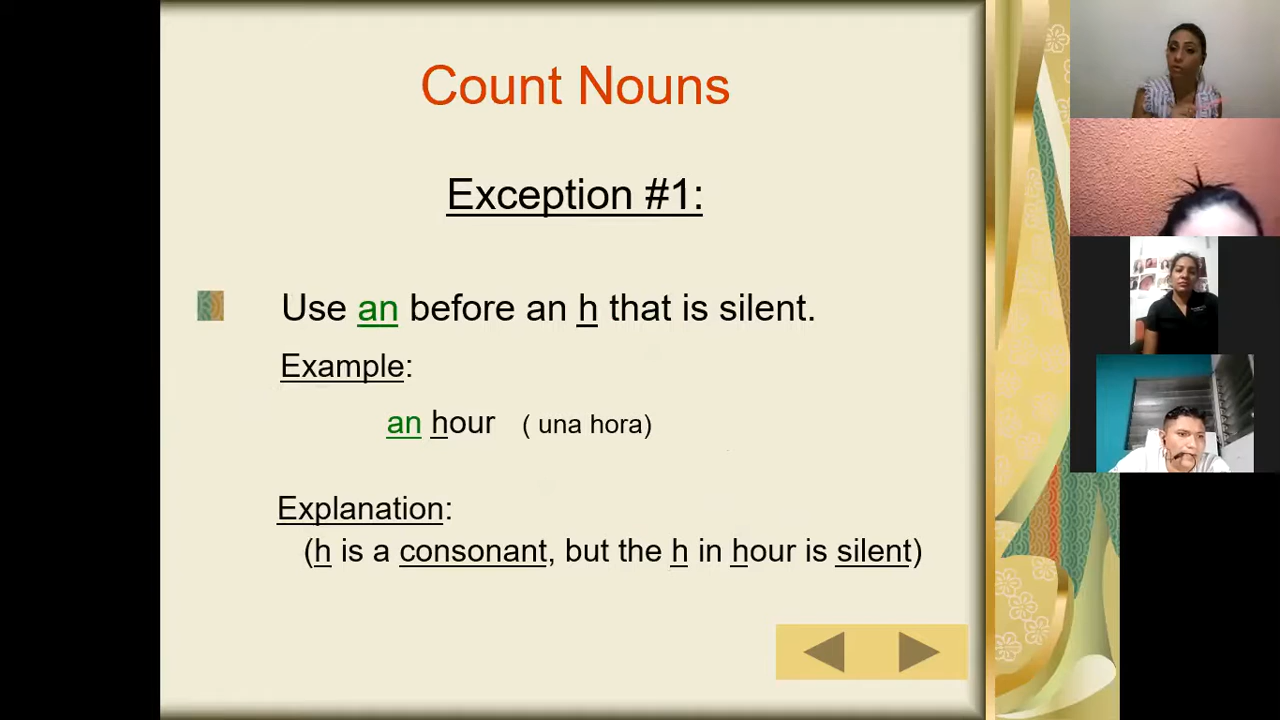 Count Nouns
Exception #1:
Use an before an h that is silent.
Example:
an hour ( una hora)
Explanation:
(h is a consonant, but the h in hour is silent)